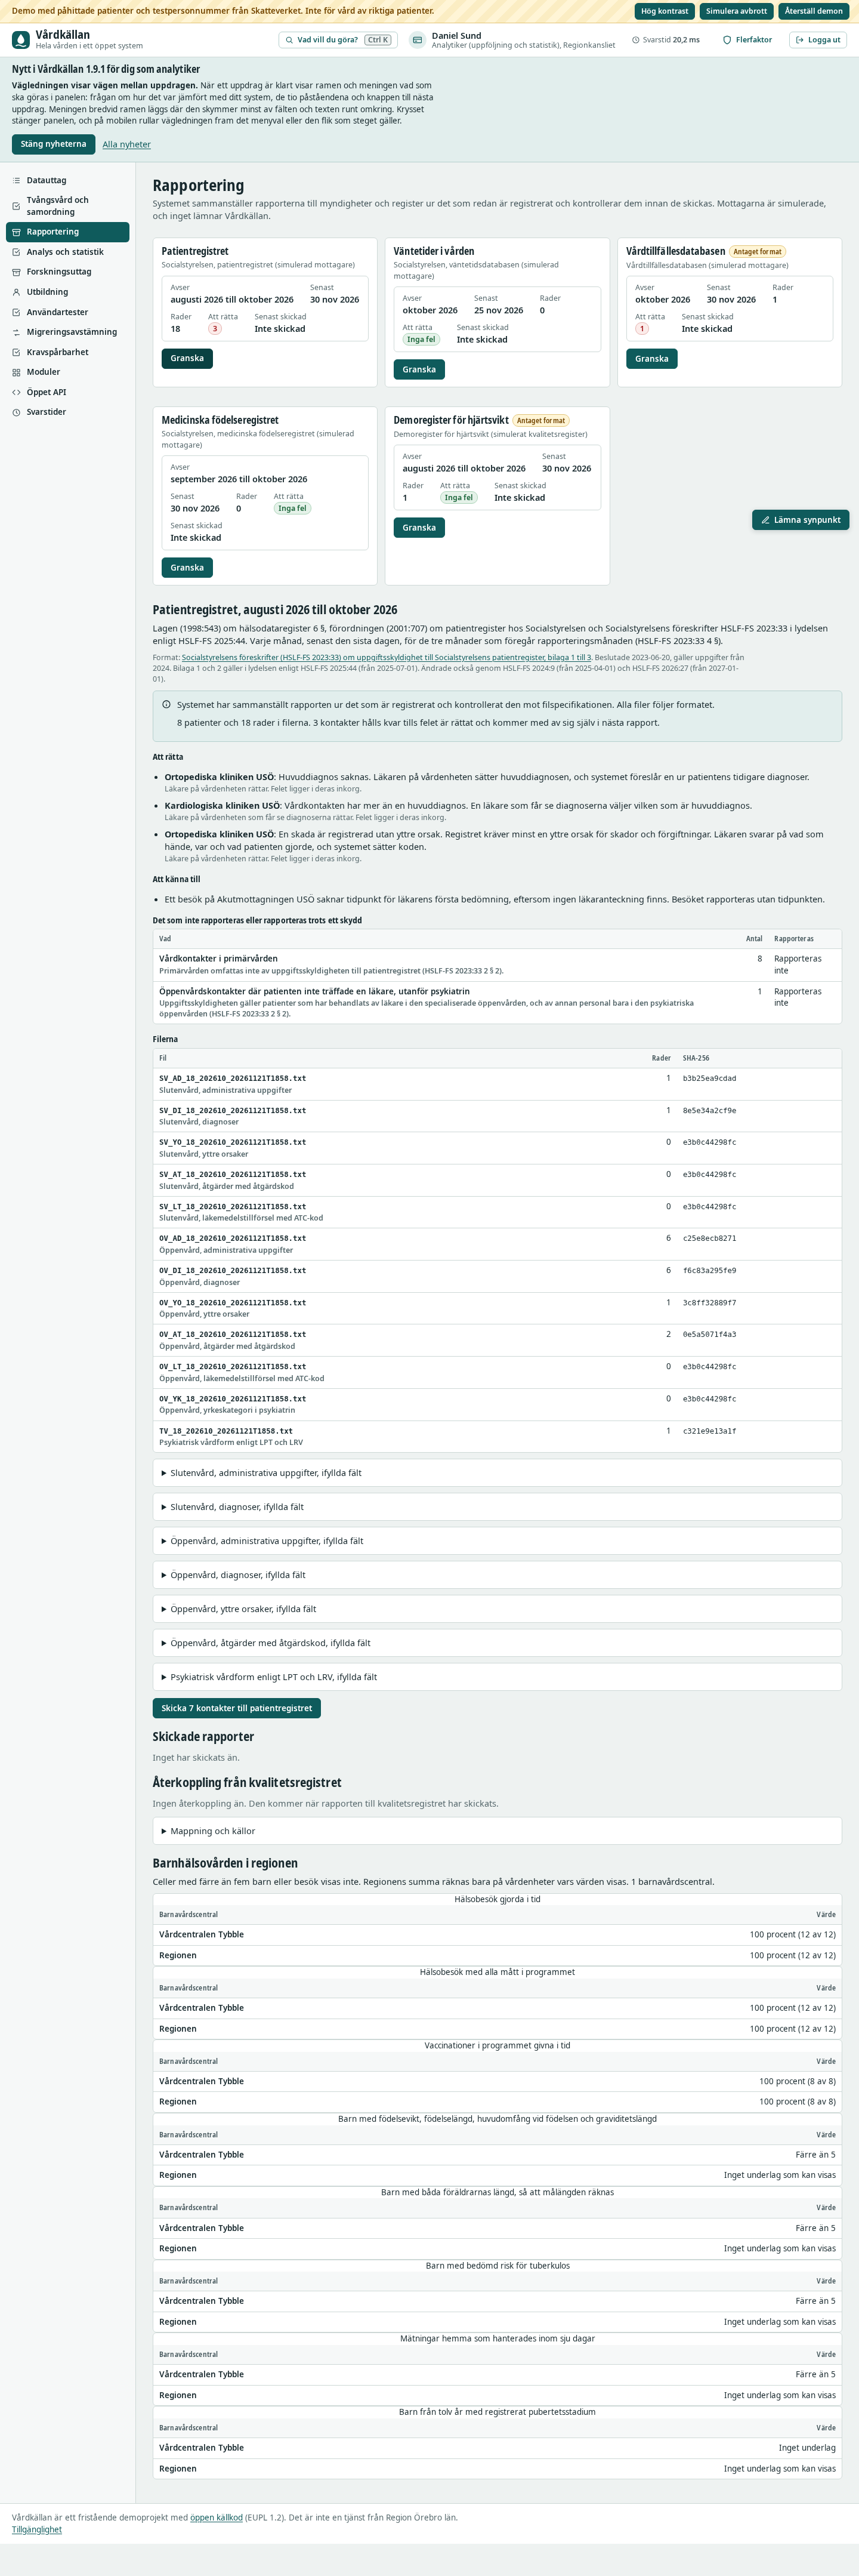 Demo med påhittade patienter och testpersonnummer från Skatteverket. Inte för vård av riktiga patienter.
Hög kontrast
Simulera avbrott
Återställ demon
Vårdkällan
Hela vården i ett öppet system
Vad vill du göra? Ctrl K
Daniel Sund
Analytiker (uppföljning och statistik), Regionkansliet
Svarstid 20,2 ms
Flerfaktor
Logga ut
Nytt i Vårdkällan 1.9.1 för dig som analytiker
Vägledningen visar vägen mellan uppdragen. När ett uppdrag är klart visar ramen och meningen vad som
ska göras i panelen: frågan om hur det var jämfört med ditt system, de tio påståendena och knappen till nästa
uppdrag. Meningen bredvid ramen läggs där den skymmer minst av fälten och texten runt omkring. Krysset
stänger panelen, och på mobilen rullar vägledningen fram det menyval eller den flik som steget gäller.
Stäng nyheterna
Alla nyheter
Datauttag
Tvångsvård och
samordning
Rapportering
Analys och statistik
Forskningsuttag
Utbildning
Användartester
Migreringsavstämning
Kravspårbarhet
Moduler
Öppet API
Svarstider
Rapportering
Systemet sammanställer rapporterna till myndigheter och register ur det som är registrerat och kontrollerar dem innan de skickas. Mottagarna är simulerade,
och inget lämnar Vårdkällan.
Patientregistret
Socialstyrelsen, patientregistret (simulerad mottagare)
Avser
augusti 2026 till oktober 2026
Senast
30 nov 2026
Rader
18
Att rätta
3
Senast skickad
Inte skickad
Granska
Väntetider i vården
Socialstyrelsen, väntetidsdatabasen (simulerad
mottagare)
Avser
oktober 2026
Senast
25 nov 2026
Rader
0
Att rätta
Inga fel
Senast skickad
Inte skickad
Granska
Vårdtillfällesdatabasen Antaget format
Vårdtillfällesdatabasen (simulerad mottagare)
Avser
oktober 2026
Senast
30 nov 2026
Rader
1
Att rätta
1
Senast skickad
Inte skickad
Granska
Medicinska födelseregistret
Socialstyrelsen, medicinska födelseregistret (simulerad
mottagare)
Avser
september 2026 till oktober 2026
Senast
30 nov 2026
Rader
0
Att rätta
Inga fel
Senast skickad
Inte skickad
Granska
Demoregister för hjärtsvikt Antaget format
Demoregister för hjärtsvikt (simulerat kvalitetsregister)
Avser
augusti 2026 till oktober 2026
Senast
30 nov 2026
Rader
1
Att rätta
Inga fel
Senast skickad
Inte skickad
Granska
Lämna synpunkt
Patientregistret, augusti 2026 till oktober 2026
Lagen (1998:543) om hälsodataregister 6 §, förordningen (2001:707) om patientregister hos Socialstyrelsen och Socialstyrelsens föreskrifter HSLF-FS 2023:33 i lydelsen
enligt HSLF-FS 2025:44. Varje månad, senast den sista dagen, för de tre månader som föregår rapporteringsmånaden (HSLF-FS 2023:33 4 §).
Format: Socialstyrelsens föreskrifter (HSLF-FS 2023:33) om uppgiftsskyldighet till Socialstyrelsens patientregister, bilaga 1 till 3. Beslutade 2023-06-20, gäller uppgifter från
2024. Bilaga 1 och 2 gäller i lydelsen enligt HSLF-FS 2025:44 (från 2025-07-01). Ändrade också genom HSLF-FS 2024:9 (från 2025-04-01) och HSLF-FS 2026:27 (från 2027-01-
01).
Systemet har sammanställt rapporten ur det som är registrerat och kontrollerat den mot filspecifikationen. Alla filer följer formatet.
8 patienter och 18 rader i filerna. 3 kontakter hålls kvar tills felet är rättat och kommer med av sig själv i nästa rapport.
Att rätta
Ortopediska kliniken USÖ: Huvuddiagnos saknas. Läkaren på vårdenheten sätter huvuddiagnosen, och systemet föreslår en ur patientens tidigare diagnoser.
Läkare på vårdenheten rättar. Felet ligger i deras inkorg.
Kardiologiska kliniken USÖ: Vårdkontakten har mer än en huvuddiagnos. En läkare som får se diagnoserna väljer vilken som är huvuddiagnos.
Läkare på vårdenheten som får se diagnoserna rättar. Felet ligger i deras inkorg.
Ortopediska kliniken USÖ: En skada är registrerad utan yttre orsak. Registret kräver minst en yttre orsak för skador och förgiftningar. Läkaren svarar på vad som
hände, var och vad patienten gjorde, och systemet sätter koden.
Läkare på vårdenheten rättar. Felet ligger i deras inkorg.
Att känna till
Ett besök på Akutmottagningen USÖ saknar tidpunkt för läkarens första bedömning, eftersom ingen läkaranteckning finns. Besöket rapporteras utan tidpunkten.
Det som inte rapporteras eller rapporteras trots ett skydd
Vad Antal Rapporteras
Vårdkontakter i primärvården 8 Rapporteras
inte
Primärvården omfattas inte av uppgiftsskyldigheten till patientregistret (HSLF-FS 2023:33 2 § 2).
Öppenvårdskontakter där patienten inte träffade en läkare, utanför psykiatrin 1 Rapporteras
inte
Uppgiftsskyldigheten gäller patienter som har behandlats av läkare i den specialiserade öppenvården, och av annan personal bara i den psykiatriska
öppenvården (HSLF-FS 2023:33 2 § 2).
Filerna
Fil Rader SHA-256
SV_AD_18_202610_20261121T1858.txt 1 b3b25ea9cdad
Slutenvård, administrativa uppgifter
SV_DI_18_202610_20261121T1858.txt 1 8e5e34a2cf9e
Slutenvård, diagnoser
SV_YO_18_202610_20261121T1858.txt 0 e3b0c44298fc
Slutenvård, yttre orsaker
SV_AT_18_202610_20261121T1858.txt 0 e3b0c44298fc
Slutenvård, åtgärder med åtgärdskod
SV_LT_18_202610_20261121T1858.txt 0 e3b0c44298fc
Slutenvård, läkemedelstillförsel med ATC-kod
OV_AD_18_202610_20261121T1858.txt 6 c25e8ecb8271
Öppenvård, administrativa uppgifter
OV_DI_18_202610_20261121T1858.txt 6 f6c83a295fe9
Öppenvård, diagnoser
OV_YO_18_202610_20261121T1858.txt 1 3c8ff32889f7
Öppenvård, yttre orsaker
OV_AT_18_202610_20261121T1858.txt 2 0e5a5071f4a3
Öppenvård, åtgärder med åtgärdskod
OV_LT_18_202610_20261121T1858.txt 0 e3b0c44298fc
Öppenvård, läkemedelstillförsel med ATC-kod
OV_YK_18_202610_20261121T1858.txt 0 e3b0c44298fc
Öppenvård, yrkeskategori i psykiatrin
TV_18_202610_20261121T1858.txt 1 c321e9e13a1f
Psykiatrisk vårdform enligt LPT och LRV
Slutenvård, administrativa uppgifter, ifyllda fält
Slutenvård, diagnoser, ifyllda fält
Öppenvård, administrativa uppgifter, ifyllda fält
Öppenvård, diagnoser, ifyllda fält
Öppenvård, yttre orsaker, ifyllda fält
Öppenvård, åtgärder med åtgärdskod, ifyllda fält
Psykiatrisk vårdform enligt LPT och LRV, ifyllda fält
Skicka 7 kontakter till patientregistret
Skickade rapporter
Inget har skickats än.
Återkoppling från kvalitetsregistret
Ingen återkoppling än. Den kommer när rapporten till kvalitetsregistret har skickats.
Mappning och källor
Barnhälsovården i regionen
Celler med färre än fem barn eller besök visas inte. Regionens summa räknas bara på vårdenheter vars värden visas. 1 barnavårdscentral.
Hälsobesök gjorda i tid
Barnavårdscentral Värde
Vårdcentralen Tybble 100 procent (12 av 12)
Regionen 100 procent (12 av 12)
Hälsobesök med alla mått i programmet
Barnavårdscentral Värde
Vårdcentralen Tybble 100 procent (12 av 12)
Regionen 100 procent (12 av 12)
Vaccinationer i programmet givna i tid
Barnavårdscentral Värde
Vårdcentralen Tybble 100 procent (8 av 8)
Regionen 100 procent (8 av 8)
Barn med födelsevikt, födelselängd, huvudomfång vid födelsen och graviditetslängd
Barnavårdscentral Värde
Vårdcentralen Tybble Färre än 5
Regionen Inget underlag som kan visas
Barn med båda föräldrarnas längd, så att mållängden räknas
Barnavårdscentral Värde
Vårdcentralen Tybble Färre än 5
Regionen Inget underlag som kan visas
Barn med bedömd risk för tuberkulos
Barnavårdscentral Värde
Vårdcentralen Tybble Färre än 5
Regionen Inget underlag som kan visas
Mätningar hemma som hanterades inom sju dagar
Barnavårdscentral Värde
Vårdcentralen Tybble Färre än 5
Regionen Inget underlag som kan visas
Barn från tolv år med registrerat pubertetsstadium
Barnavårdscentral Värde
Vårdcentralen Tybble Inget underlag
Regionen Inget underlag som kan visas
Vårdkällan är ett fristående demoprojekt med öppen källkod (EUPL 1.2). Det är inte en tjänst från Region Örebro län.
Tillgänglighet